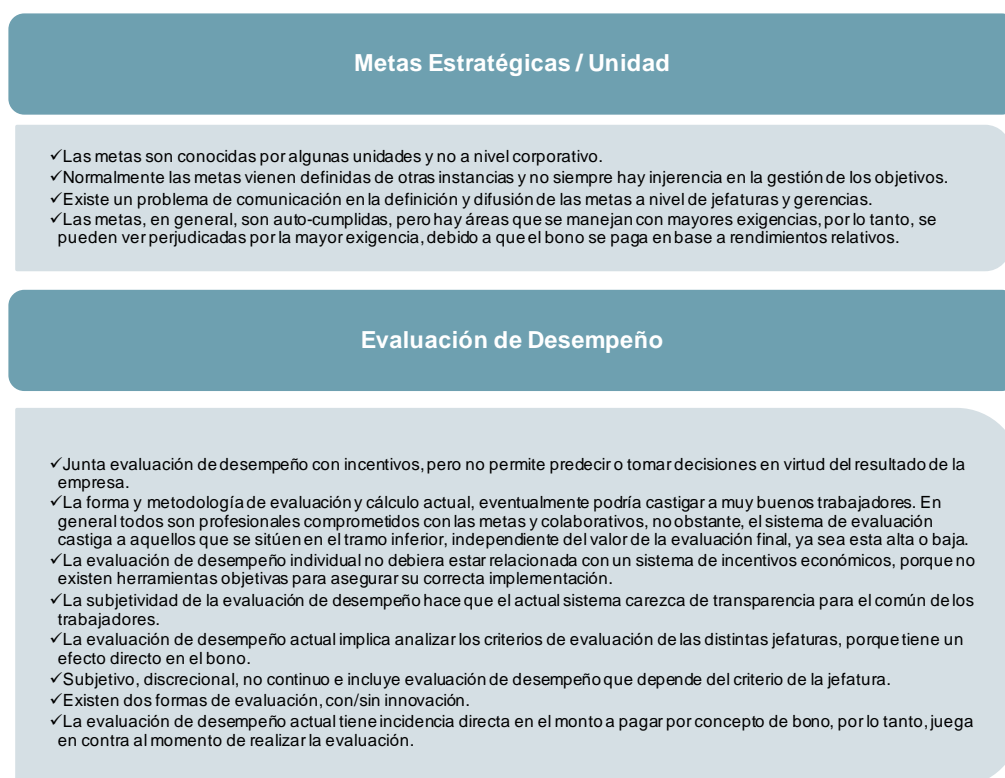 Metas Estratégicas / Unidad
✓Las metas son conocidas por algunas unidades y no a nivel corporativo.
✓Normalmente las metas vienen definidas de otras instancias y no siempre hay injerencia en la gestión de los objetivos.
✓Existe un problema de comunicación en la definición y difusión de las metas a nivel de jefaturas y gerencias.
✓Las metas, en general, son auto-cumplidas, pero hay áreas que se manejan con mayores exigencias, por lo tanto, se
pueden ver perjudicadas por la mayor exigencia, debido a que el bono se paga en base a rendimientos relativos.
Evaluación de Desempeño
✓Junta evaluación de desempeño con incentivos, pero no permite predecir o tomar decisiones en virtud del resultado de la
empresa.
✓La forma y metodología de evaluación y cálculo actual, eventualmente podría castigar a muy buenos trabajadores. En
general todos son profesionales comprometidos con las metas y colaborativos, no obstante, el sistema de evaluación
castiga a aquellos que se sitúen en el tramo inferior, independiente del valor de la evaluación final, ya sea esta alta o baja.
✓La evaluación de desempeño individual no debiera estar relacionada con un sistema de incentivos económicos, porque no
existen herramientas objetivas para asegurar su correcta implementación.
✓La subjetividad de la evaluación de desempeño hace que el actual sistema carezca de transparencia para el común de los
trabajadores.
✓La evaluación de desempeño actual implica analizar los criterios de evaluación de las distintas jefaturas, porque tiene un
efecto directo en el bono.
✓Subjetivo, discrecional, no continuo e incluye evaluación de desempeño que depende del criterio de la jefatura.
✓Existen dos formas de evaluación, con/sin innovación.
✓La evaluación de desempeño actual tiene incidencia directa en el monto a pagar por concepto de bono, por lo tanto, juega
en contra al momento de realizar la evaluación.